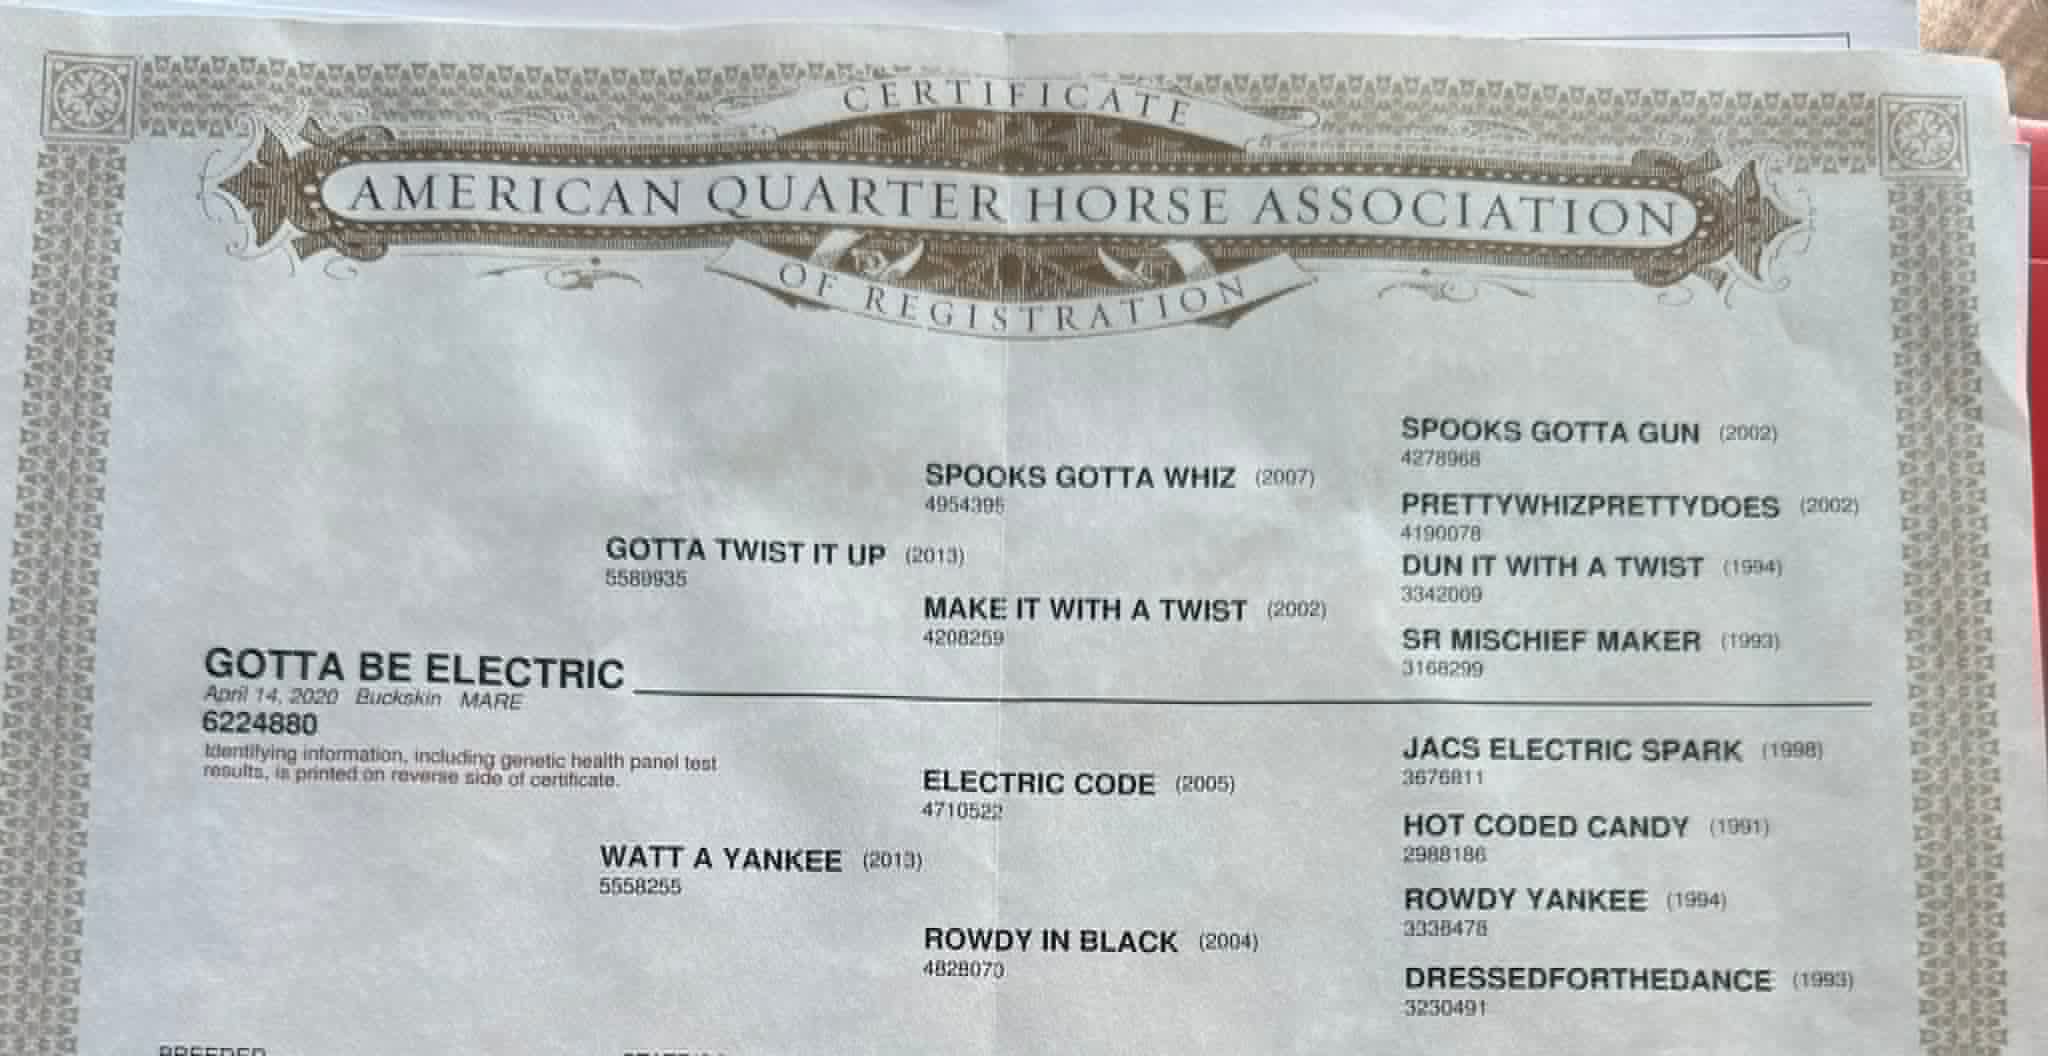 CERTIFICATE
AMERICAN QUARTER HORSE ASSOCIATION
OF REGISTRATION
SPOOKS GOTTA GUN (2002)
4278968
SPOOKS GOTTA WHIZ (2007)
4954395
PRETTYWHIZPRETTYDOES (2002)
4190078
GOTTA TWIST IT UP (2013)
5589935
DUN IT WITH A TWIST (1994)
3342069
MAKE IT WITH A TWIST (2002)
4208259
SR MISCHIEF MAKER (1993)
3168299
GOTTA BE ELECTRIC
April 14, 2020 Buckskin MARE
6224880
Identifying information, including genetic health panel test
results, is printed on reverse side of certificate.
JACS ELECTRIC SPARK (1998)
3676811
ELECTRIC CODE (2005)
4710522
HOT CODED CANDY (1991)
2988186
WATT A YANKEE (2013)
5558255
ROWDY YANKEE (1994)
3338478
ROWDY IN BLACK (2004)
4828073
DRESSEDFORTHEDANCE (1993)
3230491
BREEDER